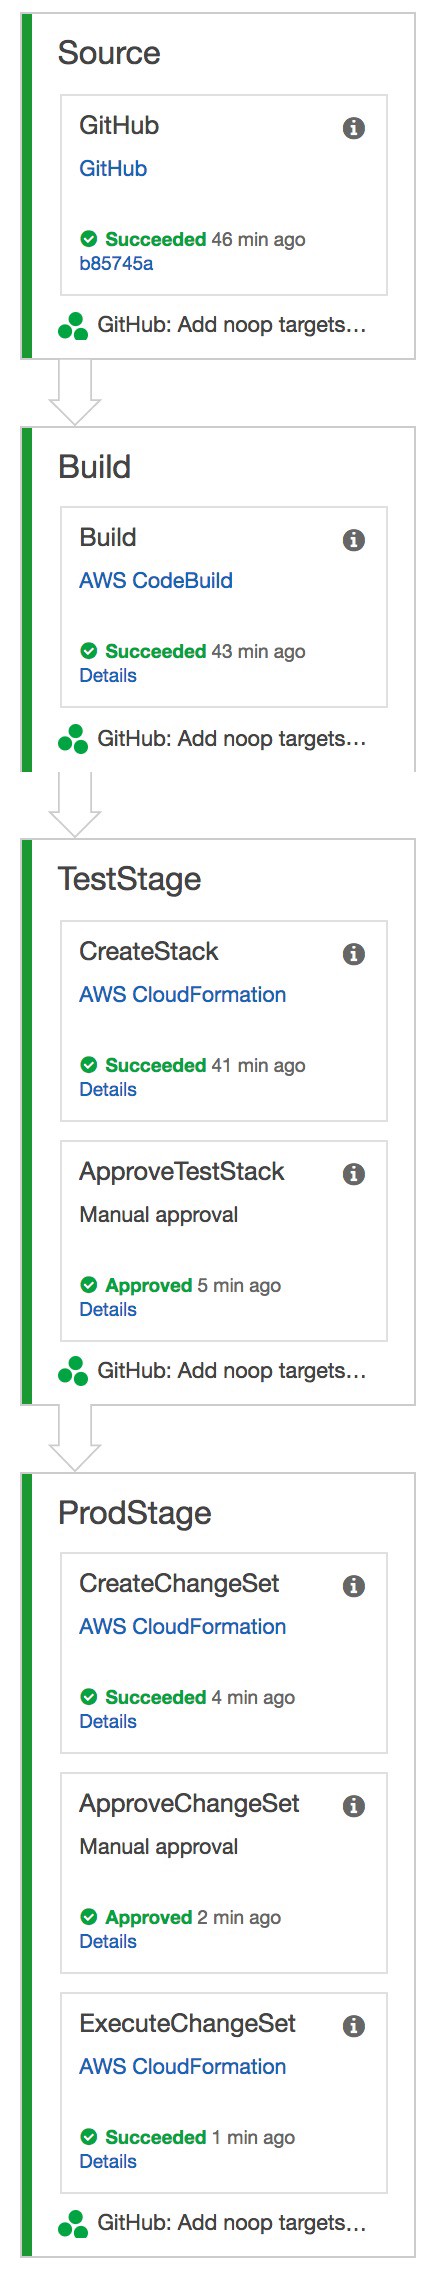 Source
GitHub
GitHub
Succeeded 46 min ago
b85745a
GitHub: Add noop targets…
Build
Build
AWS CodeBuild
Succeeded 43 min ago
Details
GitHub: Add noop targets…
TestStage
CreateStack
AWS CloudFormation
Succeeded 41 min ago
Details
ApproveTestStack
Manual approval
Approved 5 min ago
Details
GitHub: Add noop targets…
ProdStage
CreateChangeSet
AWS CloudFormation
Succeeded 4 min ago
Details
ApproveChangeSet
Manual approval
Approved 2 min ago
Details
ExecuteChangeSet
AWS CloudFormation
Succeeded 1 min ago
Details
GitHub: Add noop targets…